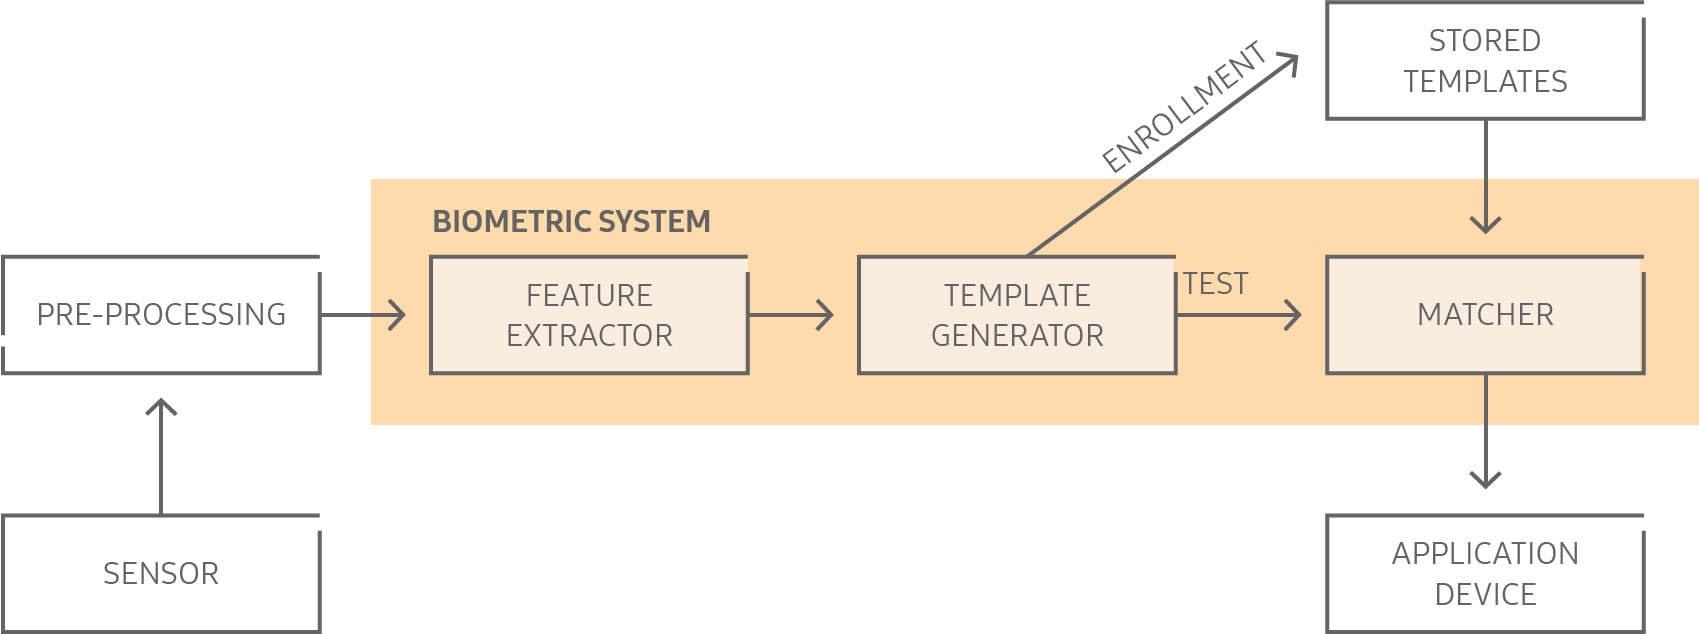 STORED
TEMPLATES
ENROLLMENT
BIOMETRIC SYSTEM
PRE-PROCESSING
FEATURE
EXTRACTOR
TEMPLATE
GENERATOR
TEST
MATCHER
SENSOR
APPLICATION
DEVICE